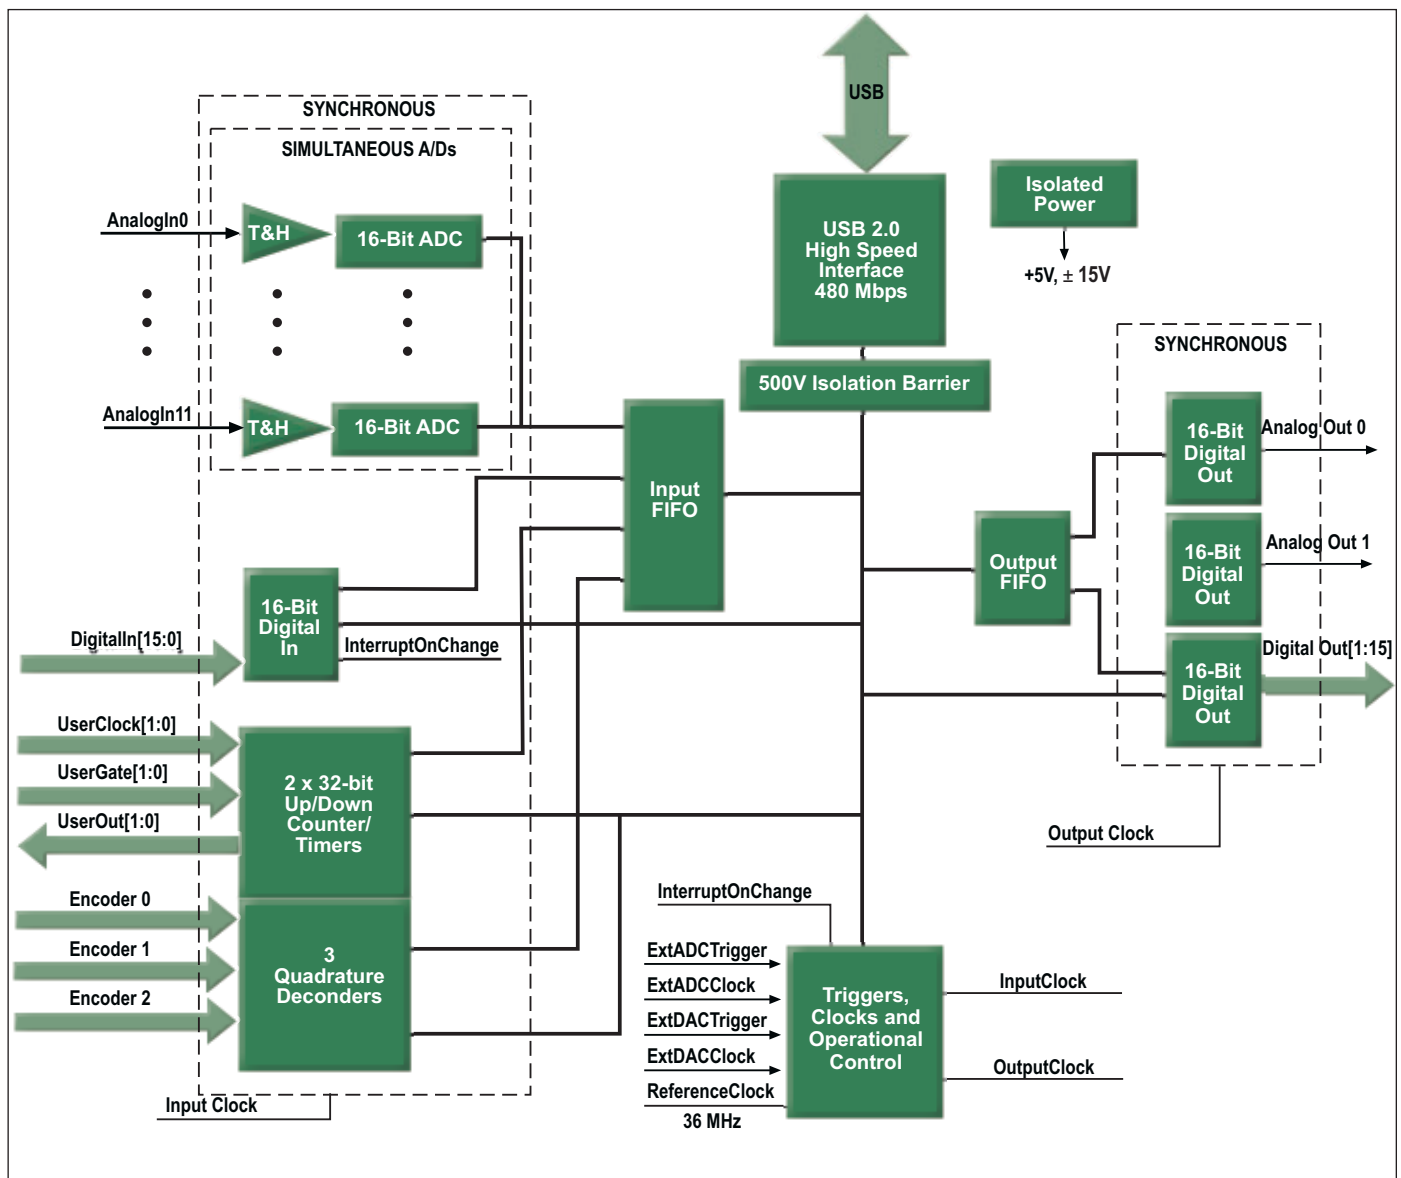 SYNCHRONOUS
SIMULTANEOUS A/Ds
AnalogIn0
T&H
16-Bit ADC
AnalogIn11
T&H
16-Bit ADC
USB
USB 2.0
High Speed
Interface
480 Mbps
Isolated
Power
+5V, ± 15V
500V Isolation Barrier
Input
FIFO
SYNCHRONOUS
16-Bit
Digital
Out
Analog Out 0
16-Bit
Digital
Out
Analog Out 1
Output
FIFO
16-Bit
Digital
Out
Digital Out[1:15]
Output Clock
16-Bit
Digital
In
DigitalIn[15:0]
InterruptOnChange
UserClock[1:0]
UserGate[1:0]
UserOut[1:0]
2 x 32-bit
Up/Down
Counter/
Timers
Encoder 0
Encoder 1
Encoder 2
3
Quadrature
Deconders
Input Clock
InterruptOnChange
ExtADCTrigger
ExtADCClock
ExtDACTrigger
ExtDACClock
ReferenceClock
36 MHz
Triggers,
Clocks and
Operational
Control
InputClock
OutputClock